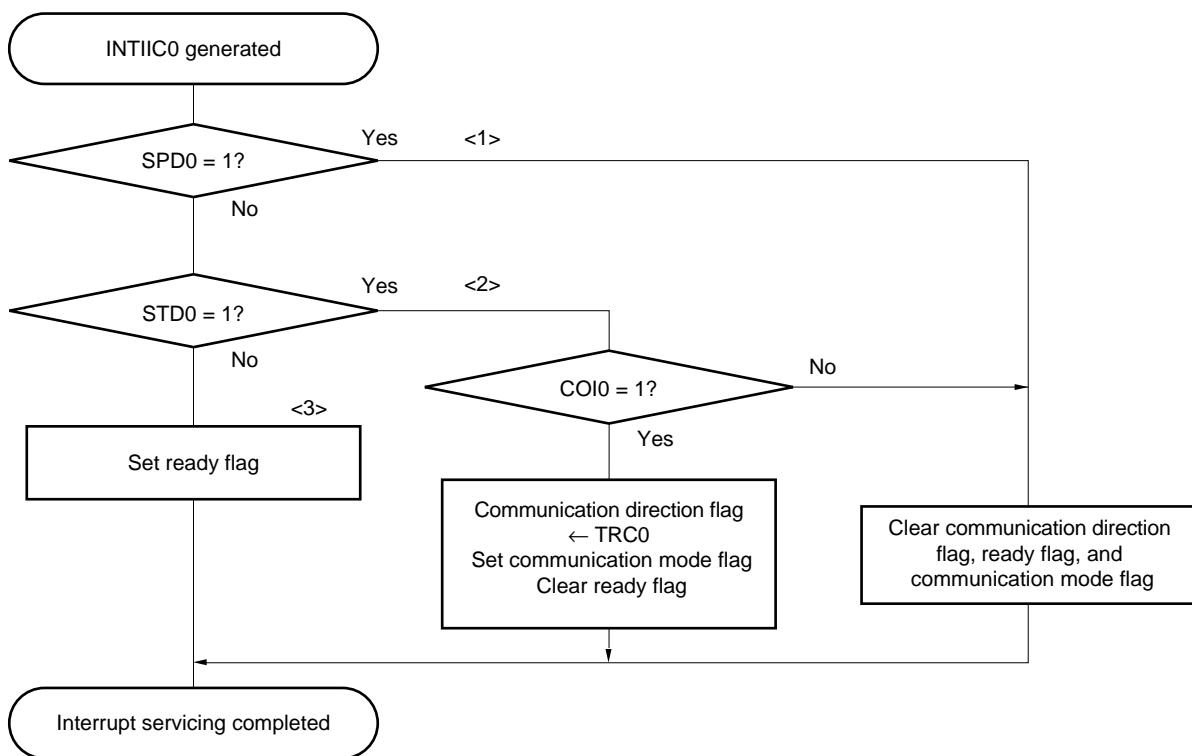 INTIIC0 generated
Yes
<1>
SPD0 = 1?
No
Yes
<2>
STD0 = 1?
No
COI0 = 1?
No
<3>
Yes
Set ready flag
Communication direction flag
← TRC0
Set communication mode flag
Clear ready flag
Clear communication direction
flag, ready flag, and
communication mode flag
Interrupt servicing completed